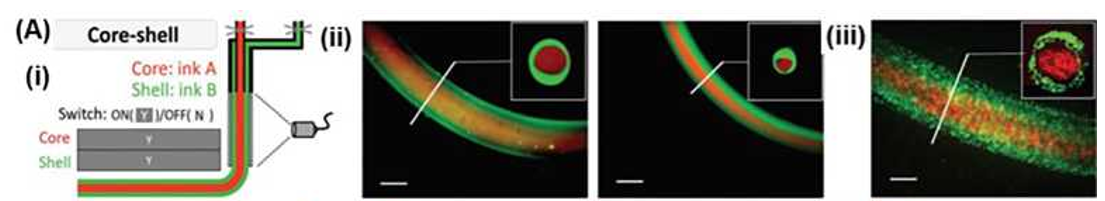 (A)
Core-shell
(i)
Core: ink A
Shell: ink B
Switch: ON( Y )/OFF( N )
Core Y
Shell Y
(ii)
(iii)